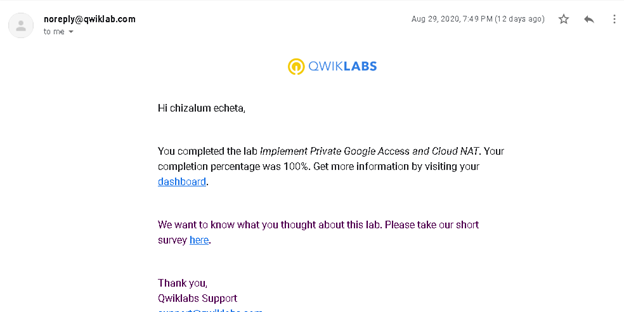 noreply@qwiklab.com
Aug 29, 2020, 7:49 PM (12 days ago)
to me
QWIKLABS
Hi chizalum echeta,
You completed the lab Implement Private Google Access and Cloud NAT. Your
completion percentage was 100%. Get more information by visiting your
dashboard.
We want to know what you thought about this lab. Please take our short
survey here.
Thank you,
Qwiklabs Support